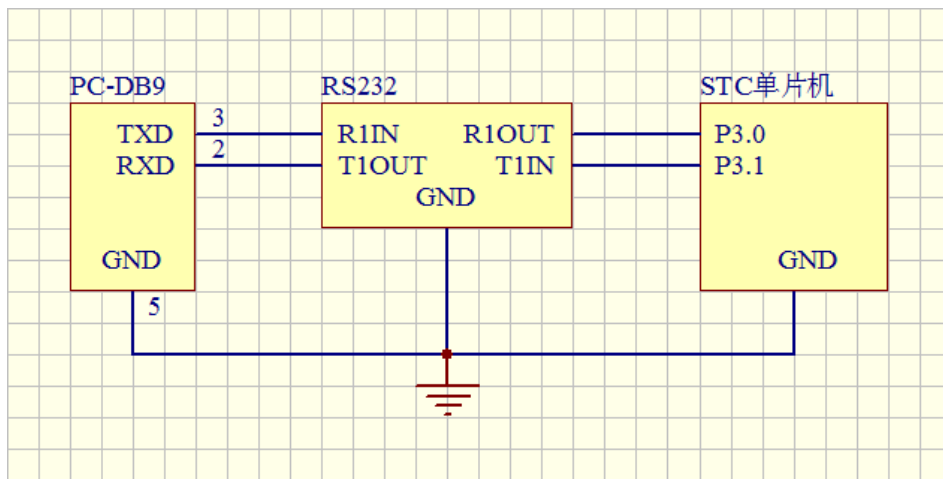 PC-DB9 RS232 STC单片机
TXD 3 R1IN R1OUT P3.0
RXD 2 T1OUT T1IN P3.1
GND
GND GND
5